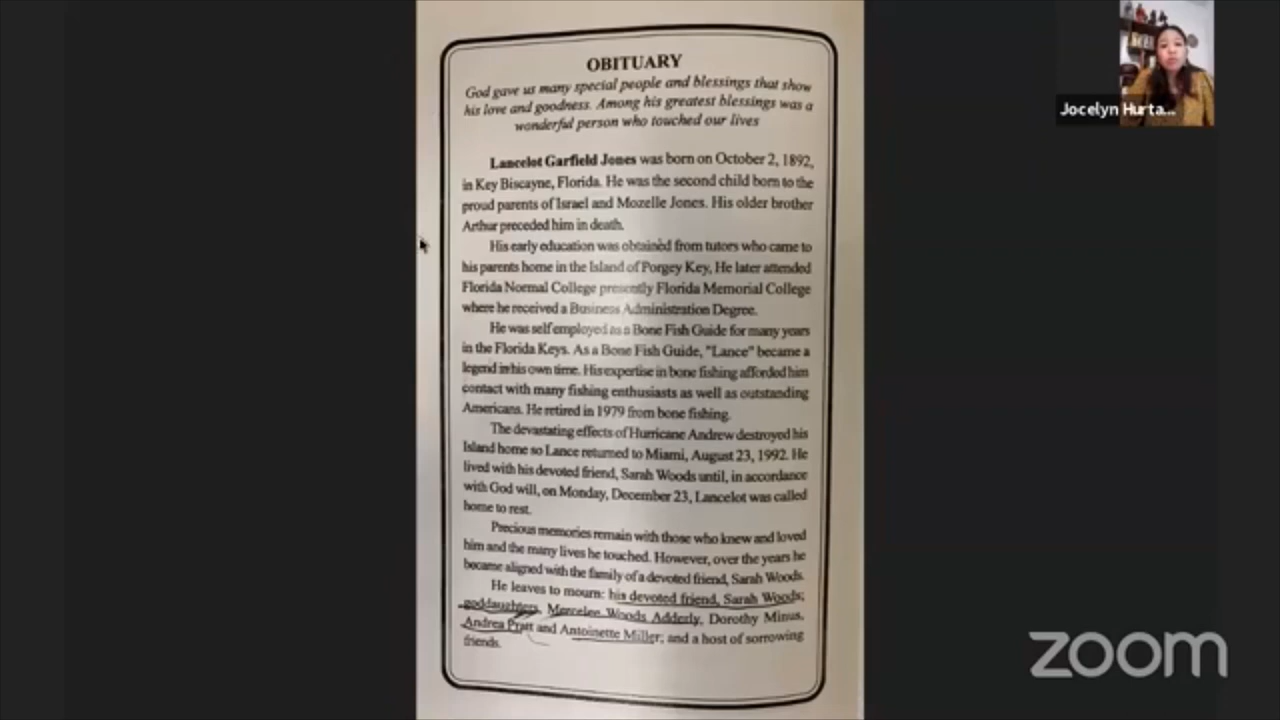 OBITUARY
God gave us many special people and blessings that show
his love and goodness. Among his greatest blessings was a
wonderful person who touched our lives
Lancelot Garfield Jones was born on October 2, 1892,
in Key Biscayne, Florida. He was the second child born to the
proud parents of Israel and Mozelle Jones. His older brother
Arthur preceded him in death.
His early education was obtained from tutors who came to
his parents home in the Island of Porgey Key, He later attended
Florida Normal College presently Florida Memorial College
where he received a Business Administration Degree.
He was self employed as a Bone Fish Guide for many years
in the Florida Keys. As a Bone Fish Guide, "Lance" became a
legend in his own time. His expertise in bone fishing afforded him
contact with many fishing enthusiasts as well as outstanding
Americans. He retired in 1979 from bone fishing.
The devastating effects of Hurricane Andrew destroyed his
Island home so Lance returned to Miami, August 23, 1992. He
lived with his devoted friend, Sarah Woods until, in accordance
with God will, on Monday, December 23, Lancelot was called
home to rest.
Precious memories remain with those who knew and loved
him and the many lives he touched. However, over the years he
became aligned with the family of a devoted friend, Sarah Woods.
He leaves to mourn: his devoted friend, Sarah Woods;
goddaughters, Mercelee Woods Adderly, Dorothy Minus,
Andrea Pratt and Antoinette Miller; and a host of sorrowing
friends.
Jocelyn Hurta...
zoom